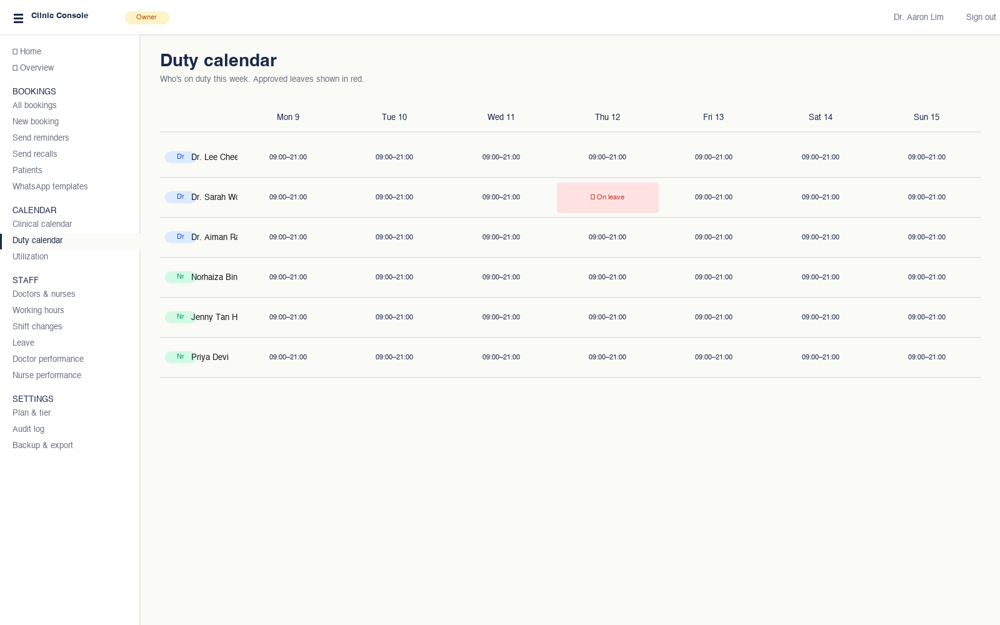 Clinic Console Owner Dr. Aaron Lim Sign out
Home
Overview
BOOKINGS
All bookings
New booking
Send reminders
Send recalls
Patients
WhatsApp templates
CALENDAR
Clinical calendar
Duty calendar
Utilization
STAFF
Doctors & nurses
Working hours
Shift changes
Leave
Doctor performance
Nurse performance
SETTINGS
Plan & tier
Audit log
Backup & export
Duty calendar
Who's on duty this week. Approved leaves shown in red.
Mon 9 Tue 10 Wed 11 Thu 12 Fri 13 Sat 14 Sun 15
Dr Dr. Lee Chee 09:00–21:00 09:00–21:00 09:00–21:00 09:00–21:00 09:00–21:00 09:00–21:00 09:00–21:00
Dr Dr. Sarah Wo 09:00–21:00 09:00–21:00 09:00–21:00 On leave 09:00–21:00 09:00–21:00 09:00–21:00
Dr Dr. Aiman Ra 09:00–21:00 09:00–21:00 09:00–21:00 09:00–21:00 09:00–21:00 09:00–21:00 09:00–21:00
Nr Norhaiza Bin 09:00–21:00 09:00–21:00 09:00–21:00 09:00–21:00 09:00–21:00 09:00–21:00 09:00–21:00
Nr Jenny Tan H 09:00–21:00 09:00–21:00 09:00–21:00 09:00–21:00 09:00–21:00 09:00–21:00 09:00–21:00
Nr Priya Devi 09:00–21:00 09:00–21:00 09:00–21:00 09:00–21:00 09:00–21:00 09:00–21:00 09:00–21:00